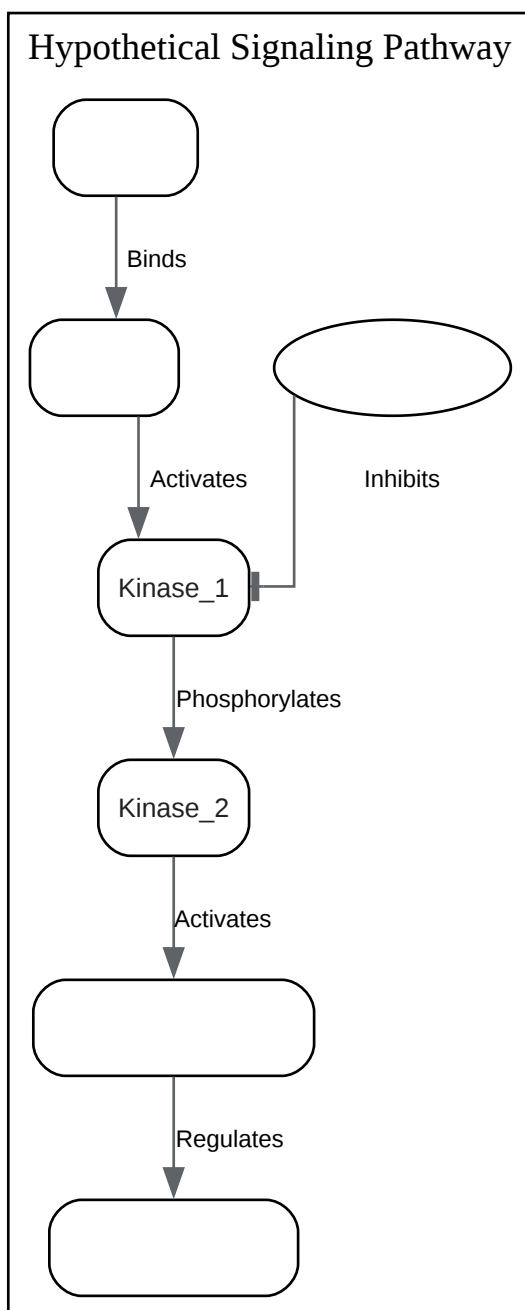 Hypothetical Signaling Pathway
Binds
Activates
Inhibits
Kinase_1
Phosphorylates
Kinase_2
Activates
Regulates